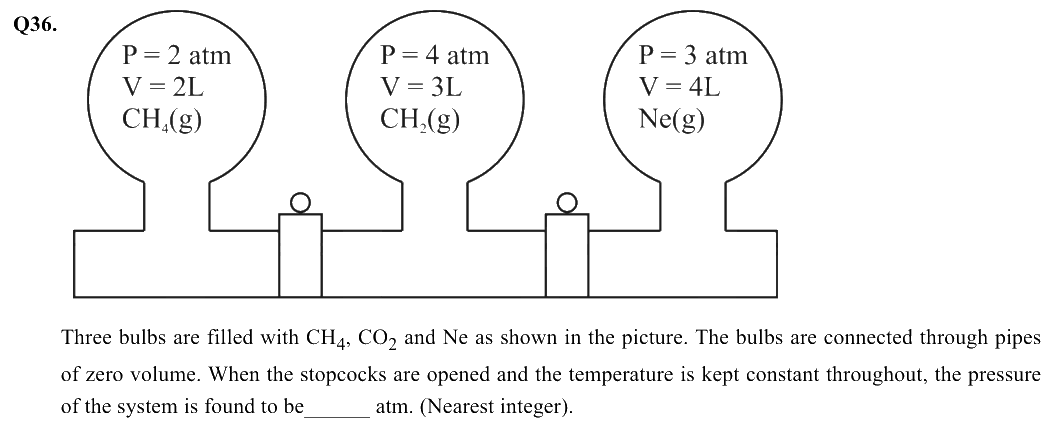 Q36.
P = 2 atm
V = 2L
CH₄(g)
P = 4 atm
V = 3L
CH₂(g)
P = 3 atm
V = 4L
Ne(g)
Three bulbs are filled with CH₄, CO₂ and Ne as shown in the picture. The bulbs are connected through pipes
of zero volume. When the stopcocks are opened and the temperature is kept constant throughout, the pressure
of the system is found to be______ atm. (Nearest integer).